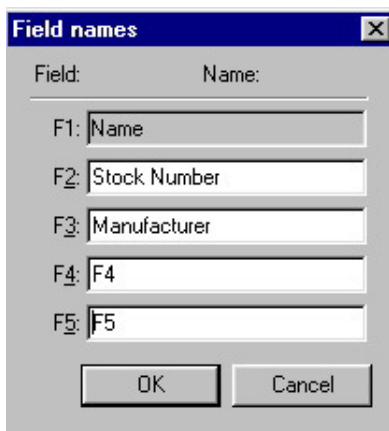 Field names
Field: Name:
F1: Name
F2: Stock Number
F3: Manufacturer
F4: F4
F5: F5
OK Cancel